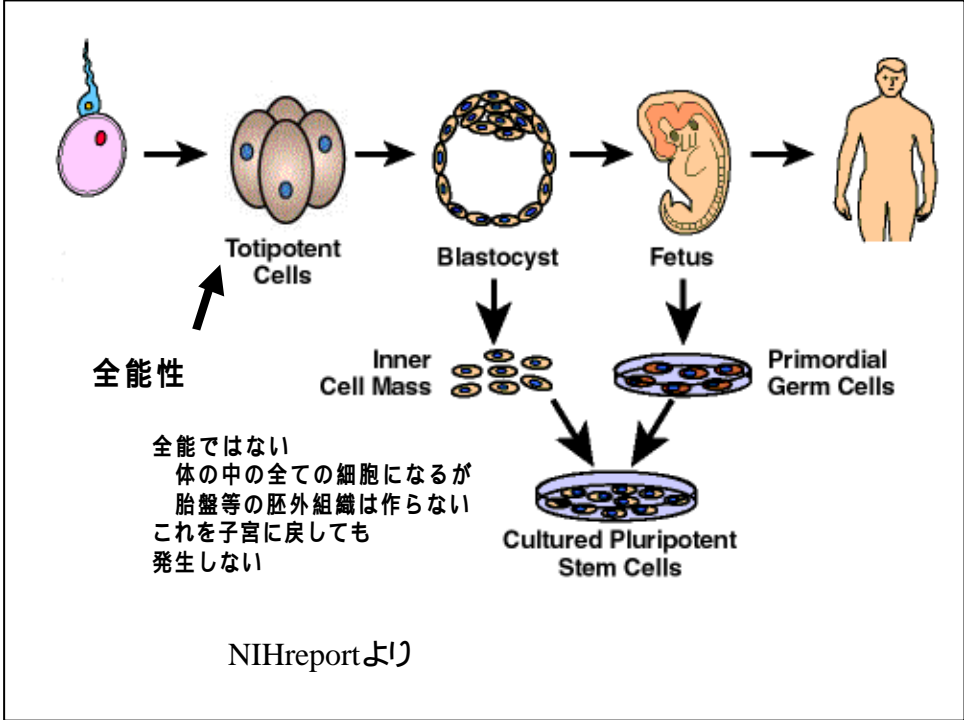 Totipotent
Cells
Blastocyst
Fetus
全能性
Inner
Cell Mass
Primordial
Germ Cells
全能ではない
体の中の全ての細胞になるが
胎盤等の胚外組織は作らない
これを子宮に戻しても
発生しない
Cultured Pluripotent
Stem Cells
NIHreportより